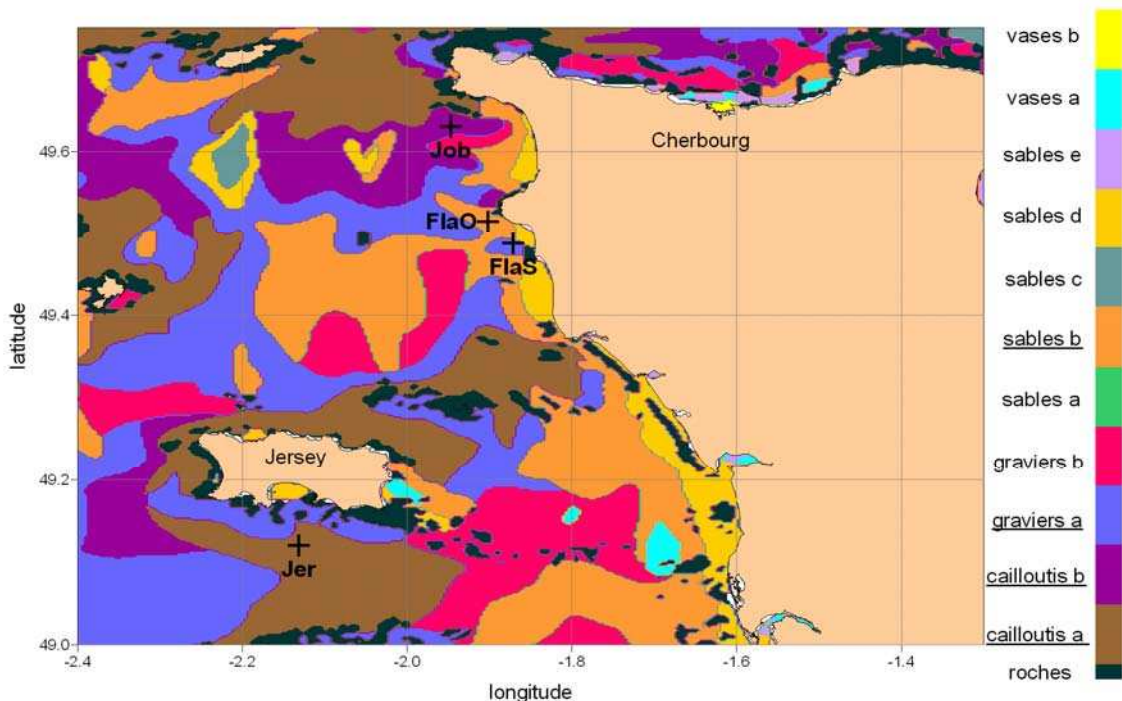 latitude
49.6
49.4
49.2
49.0
Cherbourg
Job
FlaO
FlaS
Jersey
Jer
-2.4
-2.2
-2.0
-1.8
-1.6
-1.4
longitude
vases b
vases a
sables e
sables d
sables c
sables b
sables a
graviers b
graviers a
cailloutis b
cailloutis a
roches